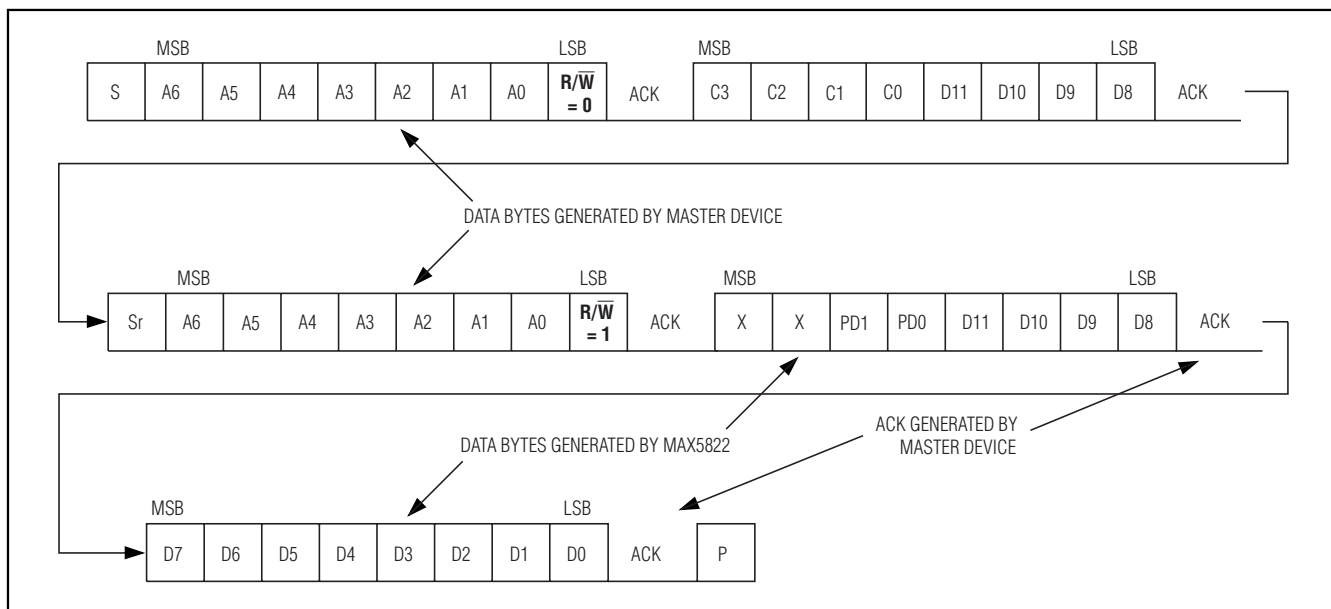 MSB LSB MSB LSB
S A6 A5 A4 A3 A2 A1 A0 R/W̅ = 0 ACK C3 C2 C1 C0 D11 D10 D9 D8 ACK
DATA BYTES GENERATED BY MASTER DEVICE
MSB LSB MSB LSB
Sr A6 A5 A4 A3 A2 A1 A0 R/W̅ = 1 ACK X X PD1 PD0 D11 D10 D9 D8 ACK
DATA BYTES GENERATED BY MAX5822
ACK GENERATED BY
MASTER DEVICE
MSB LSB
D7 D6 D5 D4 D3 D2 D1 D0 ACK P